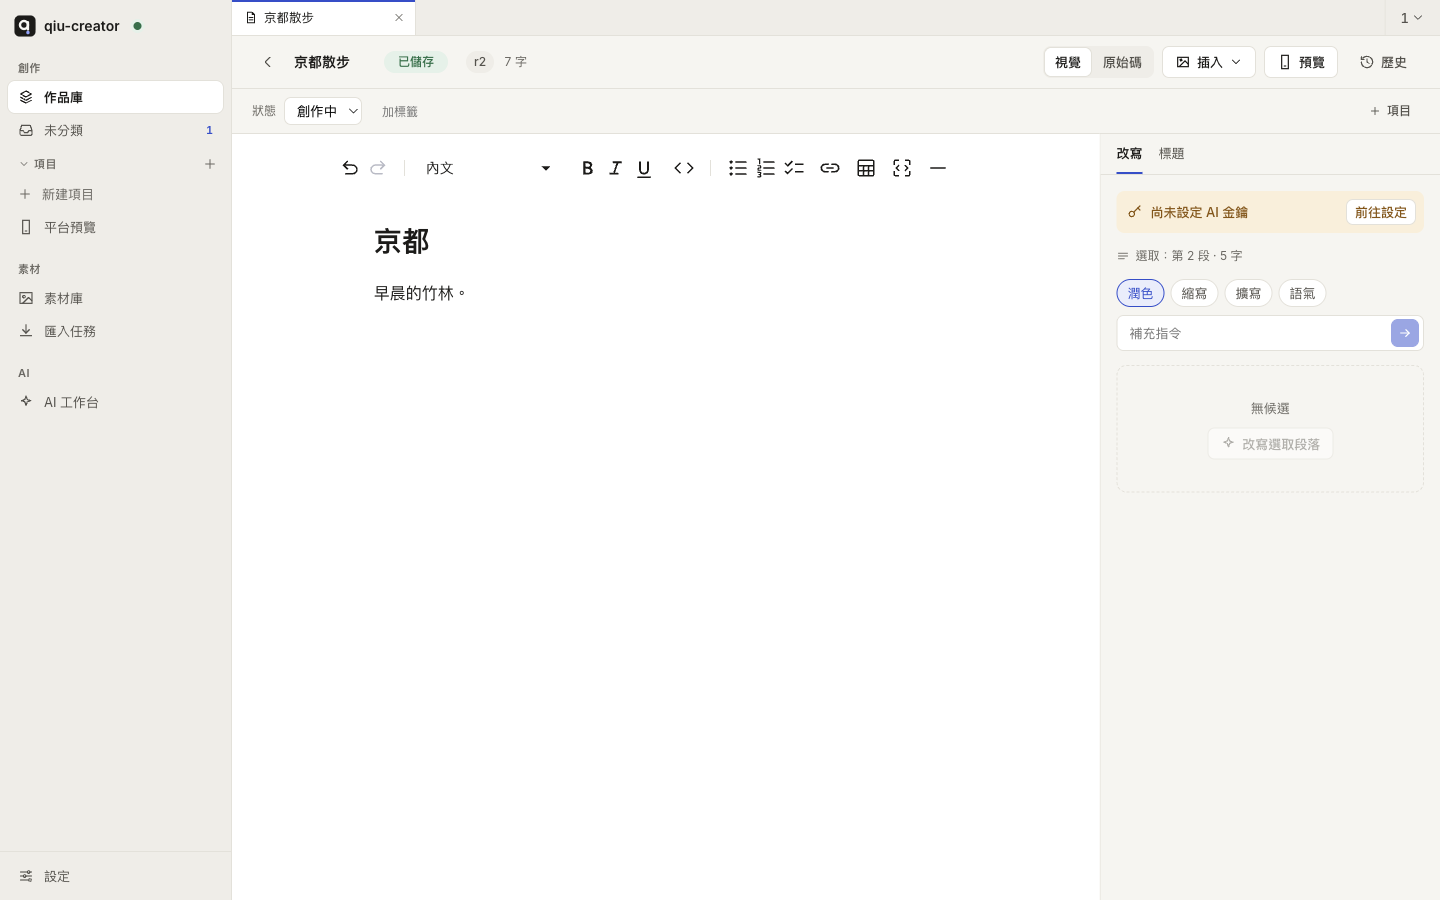 qiu-creator
創作
作品庫
未分類 1
項目
新建項目
平台預覽
素材
素材庫
匯入任務
AI
AI 工作台
設定
京都散步
1
京都散步 已儲存 r2 7 字
視覺 原始碼 插入 預覽 歷史
狀態 創作中 加標籤
項目
內文
京都
早晨的竹林。
改寫 標題
尚未設定 AI 金鑰 前往設定
選取：第 2 段 · 5 字
潤色 縮寫 擴寫 語氣
補充指令
無候選
改寫選取段落